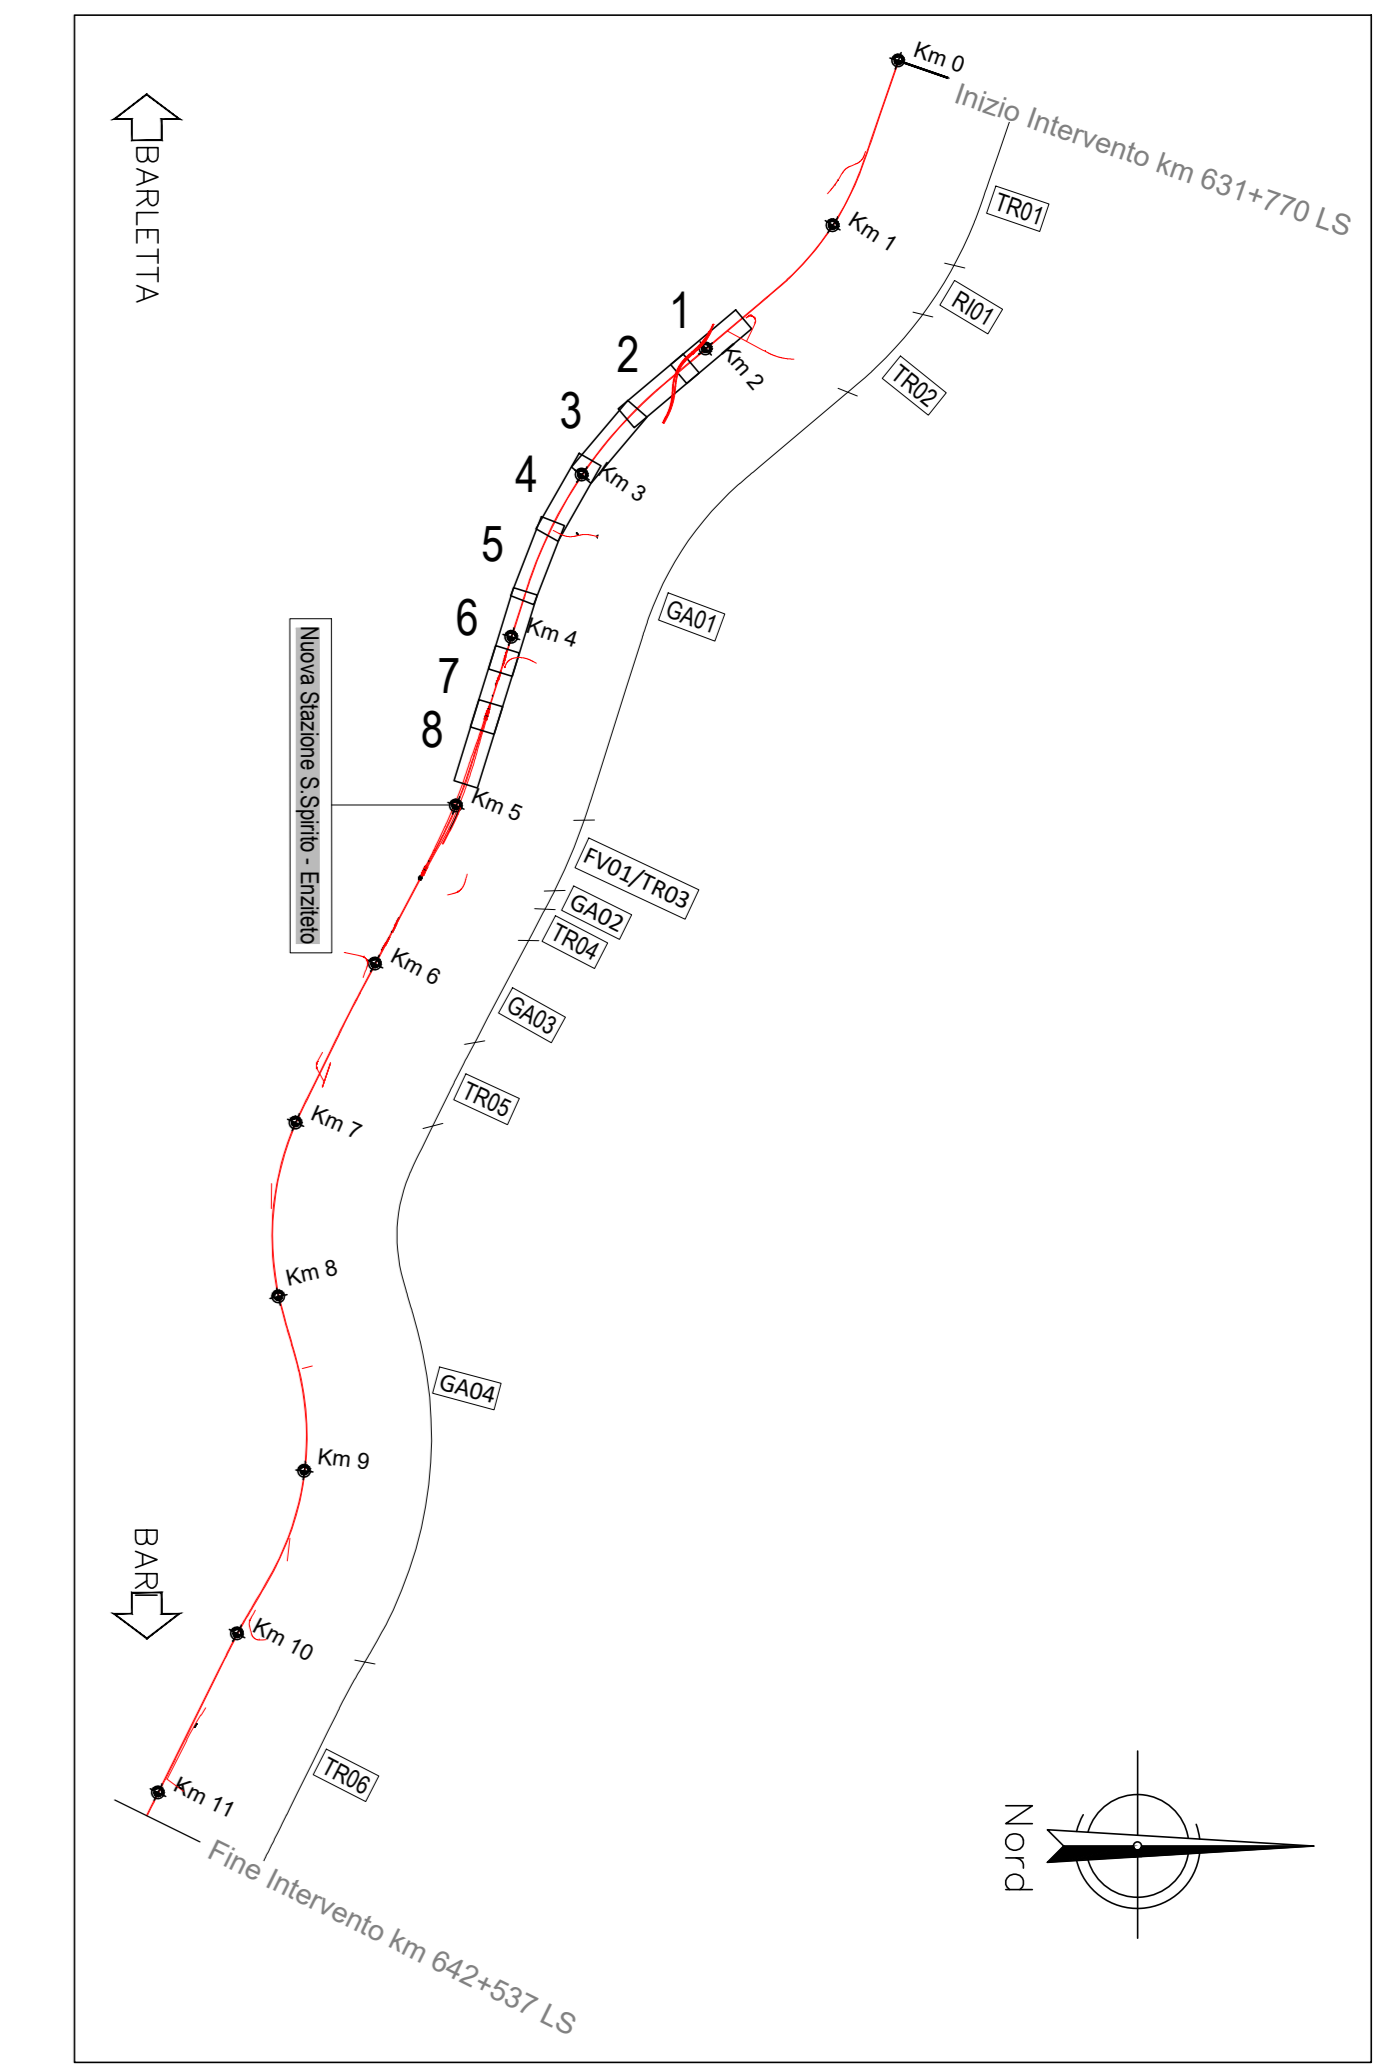 Km 0
Inizio Intervento km 631+770 LS
BARLETTA
TR01
Km 1
RI01
1
Km 2
2
TR02
3
Km 3
4
5
GA01
6
Km 4
7
8
Nuova Stazione S.Spirito - Enziteto
Km 5
FV01/TR03
GA02
TR04
Km 6
GA03
TR05
Km 7
Km 8
GA04
Km 9
BARI
Km 10
TR06
Km 11
Nord
Fine Intervento km 642+537 LS